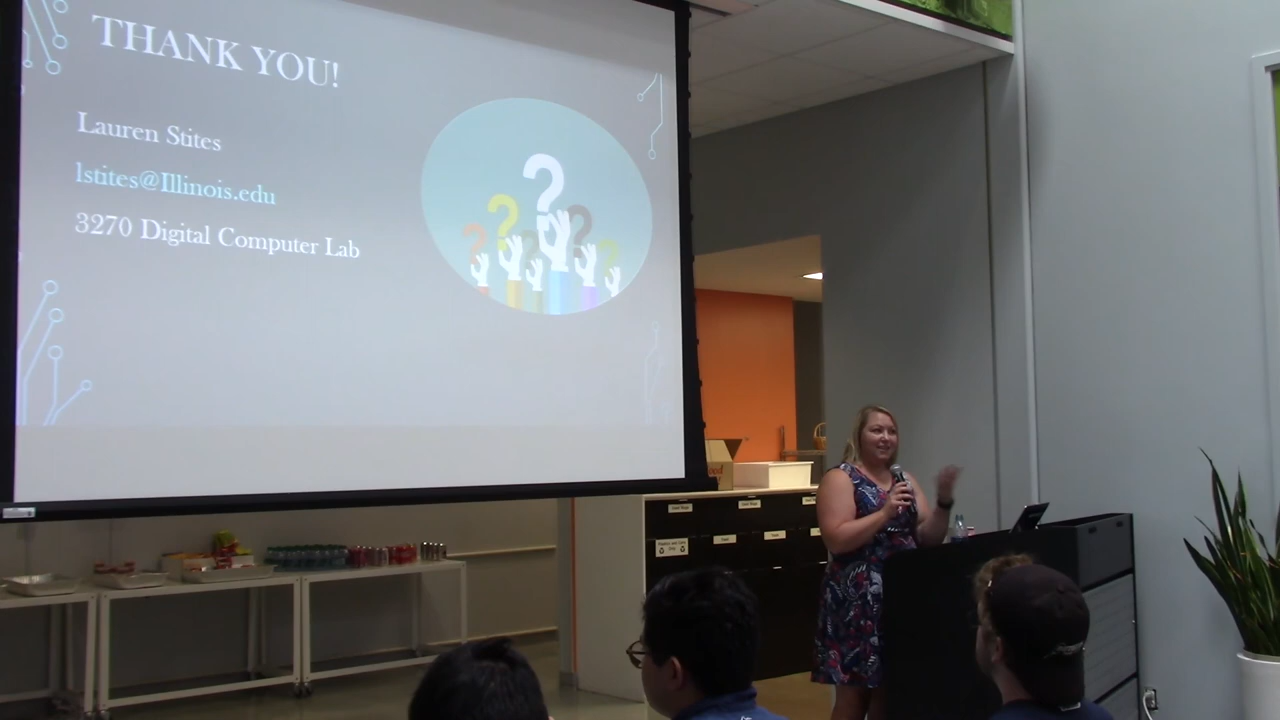 THANK YOU!
Lauren Stites
lstites@Illinois.edu
3270 Digital Computer Lab